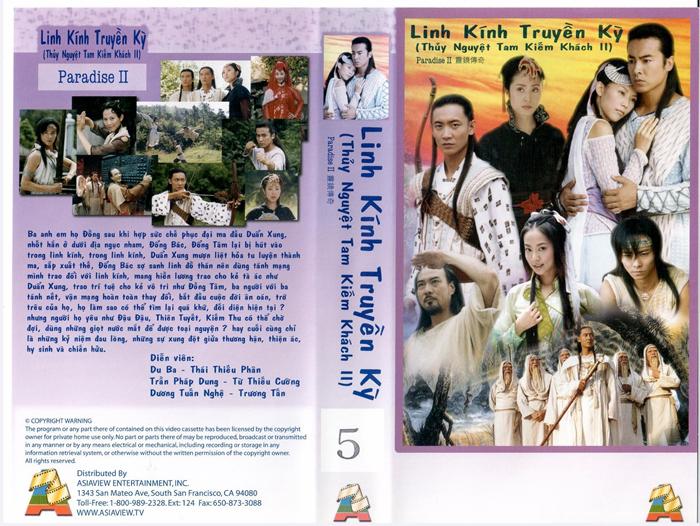 Linh Kính Truyền Kỳ
(Thủy Nguyệt Tam Kiếm Khách II)
Paradise II
Ba anh em họ Đồng sau khi hợp sức chế phục đại ma đầu Duẩn Xung,
nhốt hắn ở dưới địa ngục nham, Đồng Bác, Đồng Tâm lại bị hút vào
trong linh kính, trong linh kính, Duẩn Xung mượn liệt hỏa tu luyện thành
ma, sắp xuất thế, Đồng Bác sợ sanh linh đồ thán nên dùng tánh mạng
mình trao đổi với linh kính, mang hiền lương trao cho kẻ tà ác như
Duẩn Xung, trao trí tuệ cho kẻ vô tri như Đồng Tâm, ba người với ba
tánh nết, vận mạng hoàn toàn thay đổi, bắt đầu cuộc đời ân oán, trớ
trêu của họ, họ làm sao có thể tìm lại quá khứ, đối diện hiện tại ?
nhưng người họ yêu như Đậu Đậu, Thiên Tuyết, Kiếm Thu có thể chờ
đợi, dùng những giọt nước mắt để được toại nguyện ? hay cuối cùng chỉ
là những kỷ niệm đau lòng, những sự xung đột giữa thương hận, thiện ác,
hy sinh và chiến hữu.
Diễn viên:
Du Ba - Thái Thiếu Phân
Trần Pháp Dung - Từ Thiếu Cường
Dương Tuấn Nghệ - Trương Tấn
© COPYRIGHT WARNING
The program or any part there of contained on this video cassette has been licensed by the copyright
owner for private home use only. No part or parts there of may be reproduced, broadcast or transmitted
in any manner or by any means electrical or mechanical, including recording or storage in any
information retrieval system, or otherwise without the written permission of the copyright owner.
All rights reserved.
Distributed By
ASIAVIEW ENTERTAINMENT, INC.
1343 San Mateo Ave, South San Francisco, CA 94080
Toll-Free: 1-800-989-2328. Ext: 124 Fax: 650-873-3088
WWW.ASIAVIEW.TV
Linh Kính Truyền Kỳ
(Thủy Nguyệt Tam Kiếm Khách II)
Paradise II 靈鏡傳奇
5
Linh Kính Truyền Kỳ
(Thủy Nguyệt Tam Kiếm Khách II)
Paradise II 靈鏡傳奇